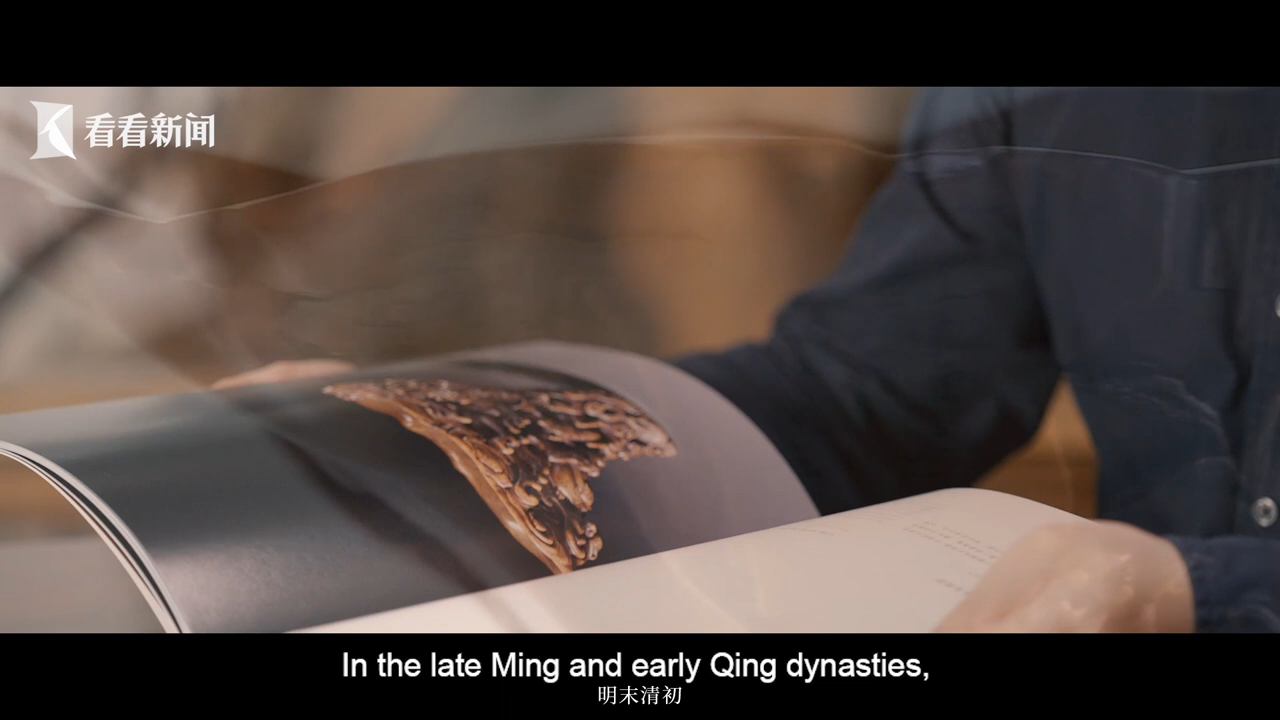 看看新闻
In the late Ming and early Qing dynasties,
明末清初